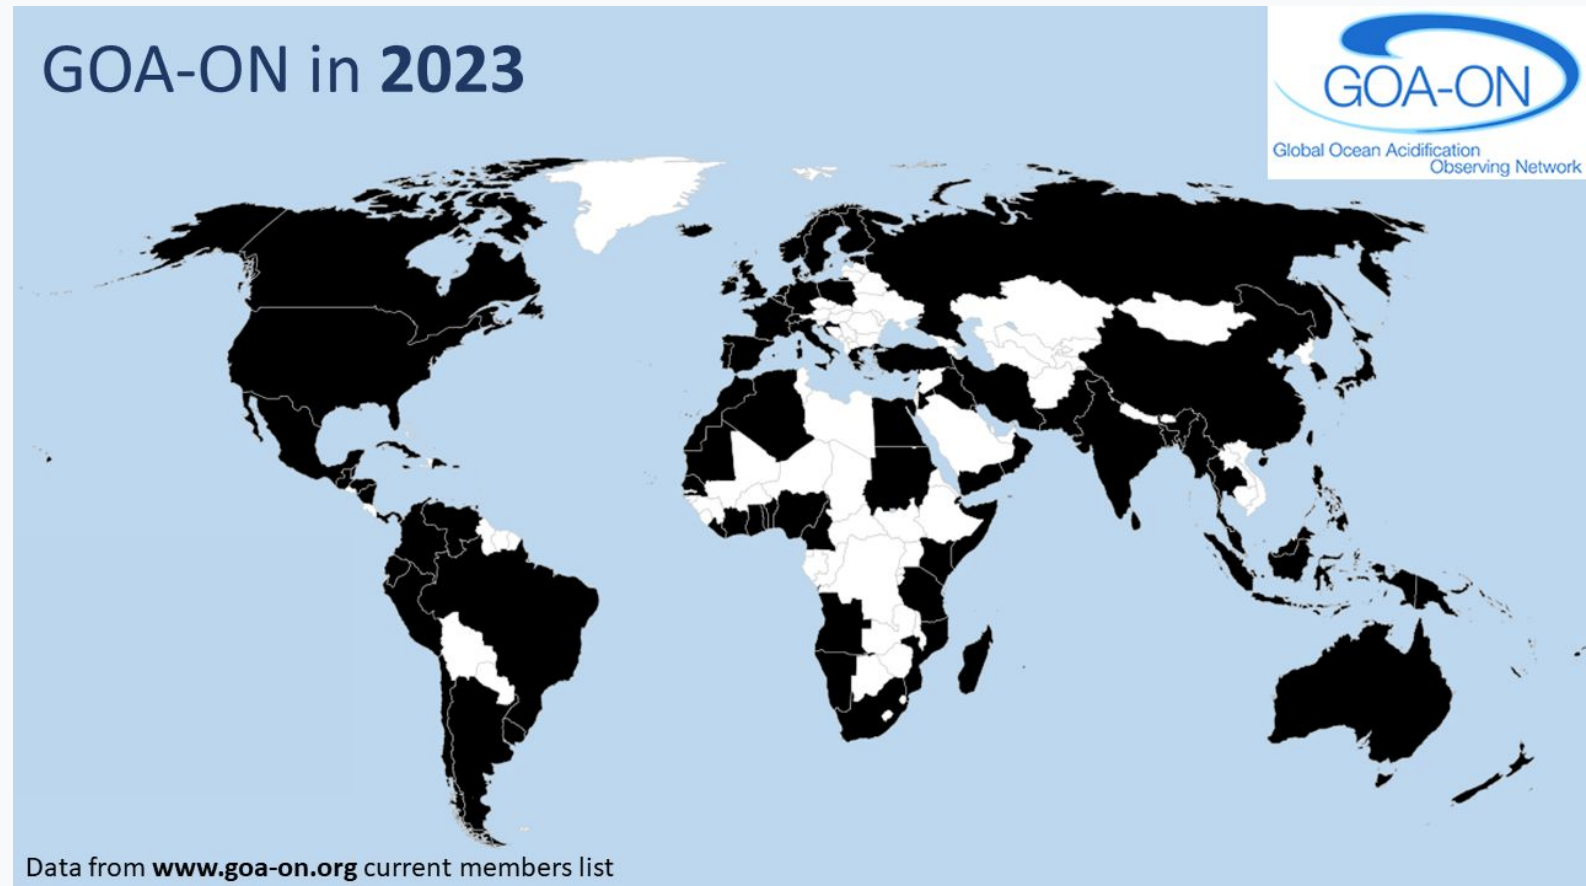 GOA-ON in 2023
GOA-ON
Global Ocean Acidification
Observing Network
Data from www.goa-on.org current members list